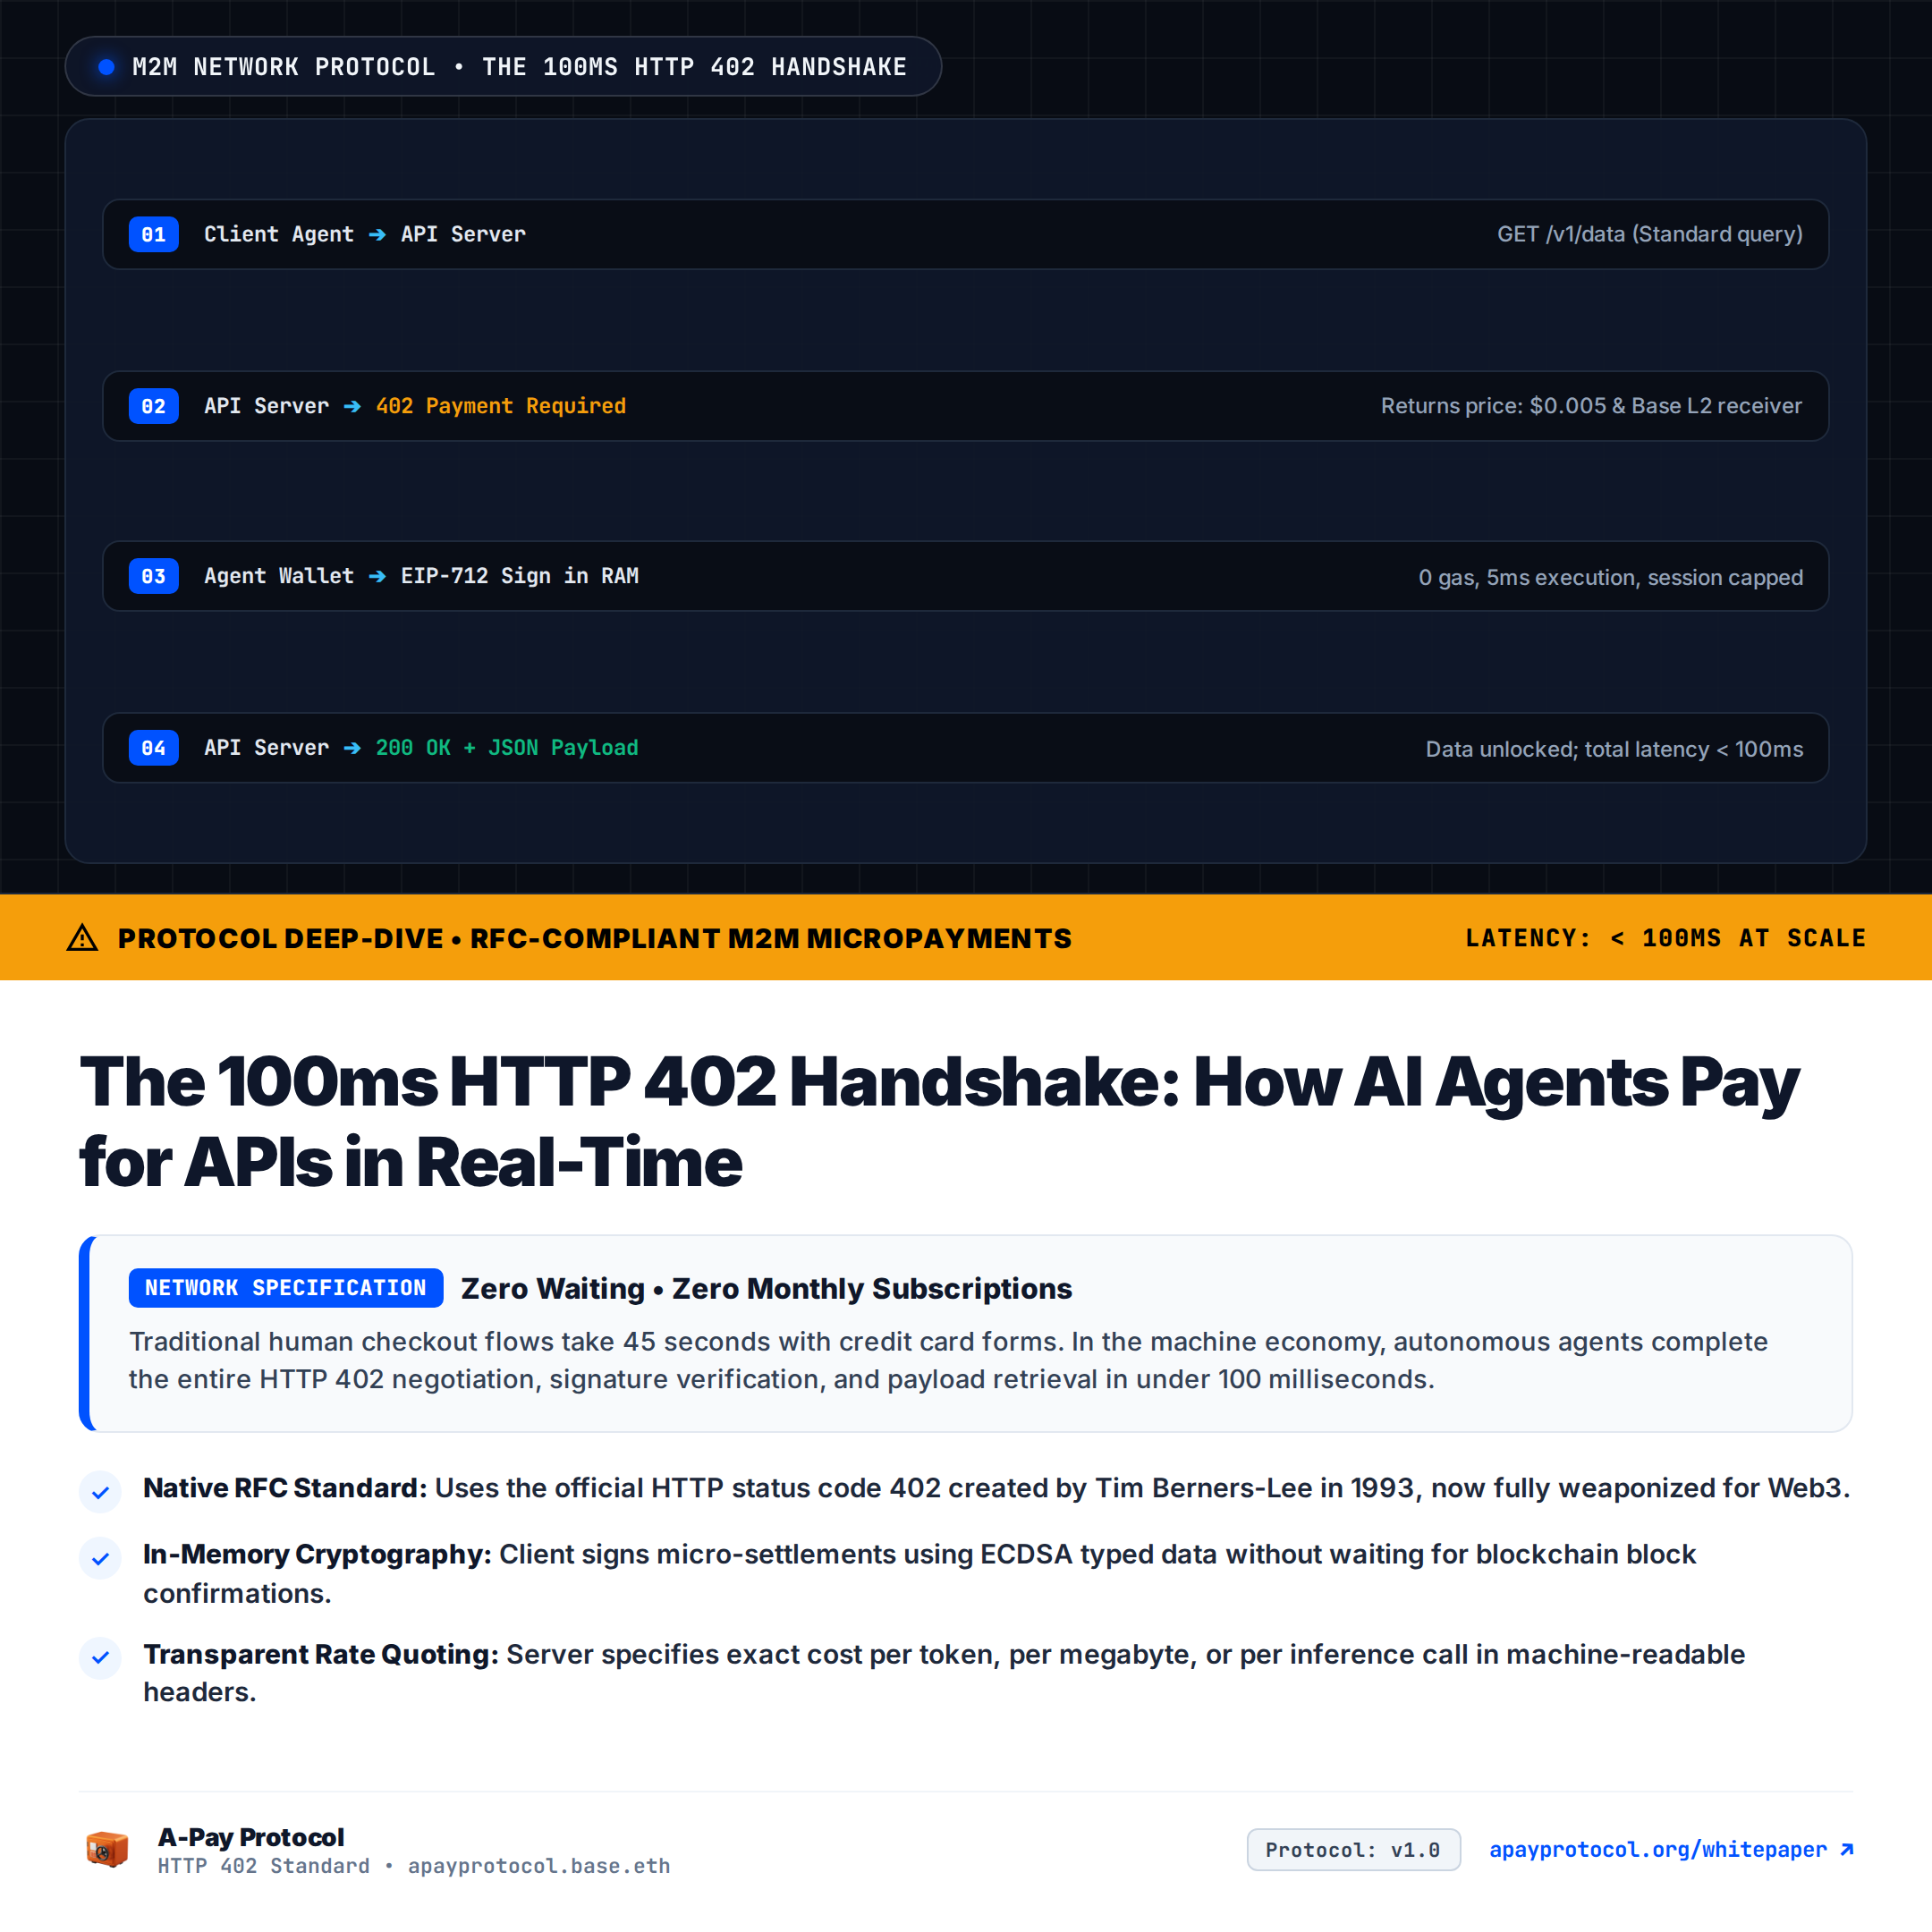 M2M NETWORK PROTOCOL • THE 100MS HTTP 402 HANDSHAKE
01 Client Agent ➔ API Server GET /v1/data (Standard query)
02 API Server ➔ 402 Payment Required Returns price: $0.005 & Base L2 receiver
03 Agent Wallet ➔ EIP-712 Sign in RAM 0 gas, 5ms execution, session capped
04 API Server ➔ 200 OK + JSON Payload Data unlocked; total latency < 100ms
PROTOCOL DEEP-DIVE • RFC-COMPLIANT M2M MICROPAYMENTS LATENCY: < 100MS AT SCALE
The 100ms HTTP 402 Handshake: How AI Agents Pay
for APIs in Real-Time
NETWORK SPECIFICATION Zero Waiting • Zero Monthly Subscriptions
Traditional human checkout flows take 45 seconds with credit card forms. In the machine economy, autonomous agents complete
the entire HTTP 402 negotiation, signature verification, and payload retrieval in under 100 milliseconds.
Native RFC Standard: Uses the official HTTP status code 402 created by Tim Berners-Lee in 1993, now fully weaponized for Web3.
In-Memory Cryptography: Client signs micro-settlements using ECDSA typed data without waiting for blockchain block
confirmations.
Transparent Rate Quoting: Server specifies exact cost per token, per megabyte, or per inference call in machine-readable
headers.
A-Pay Protocol
HTTP 402 Standard • apayprotocol.base.eth
Protocol: v1.0 apayprotocol.org/whitepaper ↗